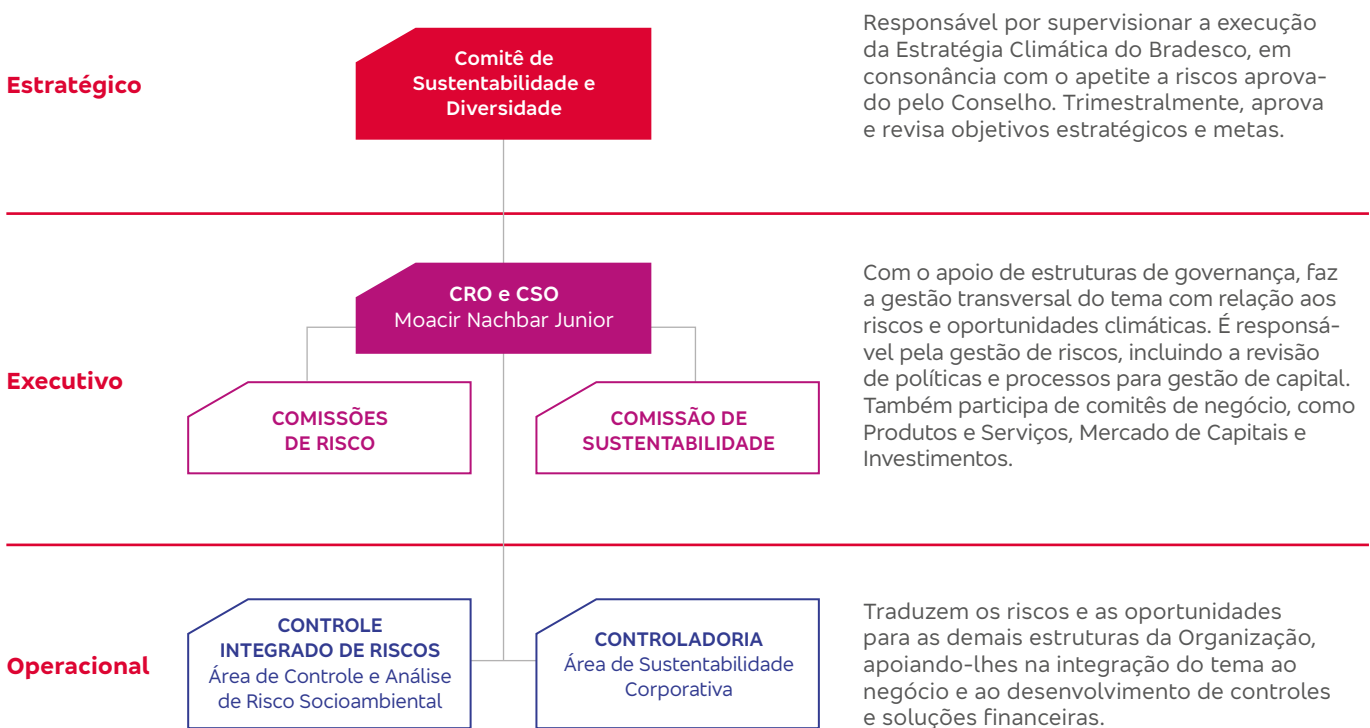 Estratégico
Comitê de
Sustentabilidade e
Diversidade
Responsável por supervisionar a execução
da Estratégia Climática do Bradesco, em
consonância com o apetite a riscos aprova-
do pelo Conselho. Trimestralmente, aprova
e revisa objetivos estratégicos e metas.
Executivo
CRO e CSO
Moacir Nachbar Junior
COMISSÕES
DE RISCO
COMISSÃO DE
SUSTENTABILIDADE
Com o apoio de estruturas de governança, faz
a gestão transversal do tema com relação aos
riscos e oportunidades climáticas. É responsá-
vel pela gestão de riscos, incluindo a revisão
de políticas e processos para gestão de capital.
Também participa de comitês de negócio, como
Produtos e Serviços, Mercado de Capitais e
Investimentos.
Operacional
CONTROLE
INTEGRADO DE RISCOS
Área de Controle e Análise
de Risco Socioambiental
CONTROLADORIA
Área de Sustentabilidade
Corporativa
Traduzem os riscos e as oportunidades
para as demais estruturas da Organização,
apoiando-lhes na integração do tema ao
negócio e ao desenvolvimento de controles
e soluções financeiras.